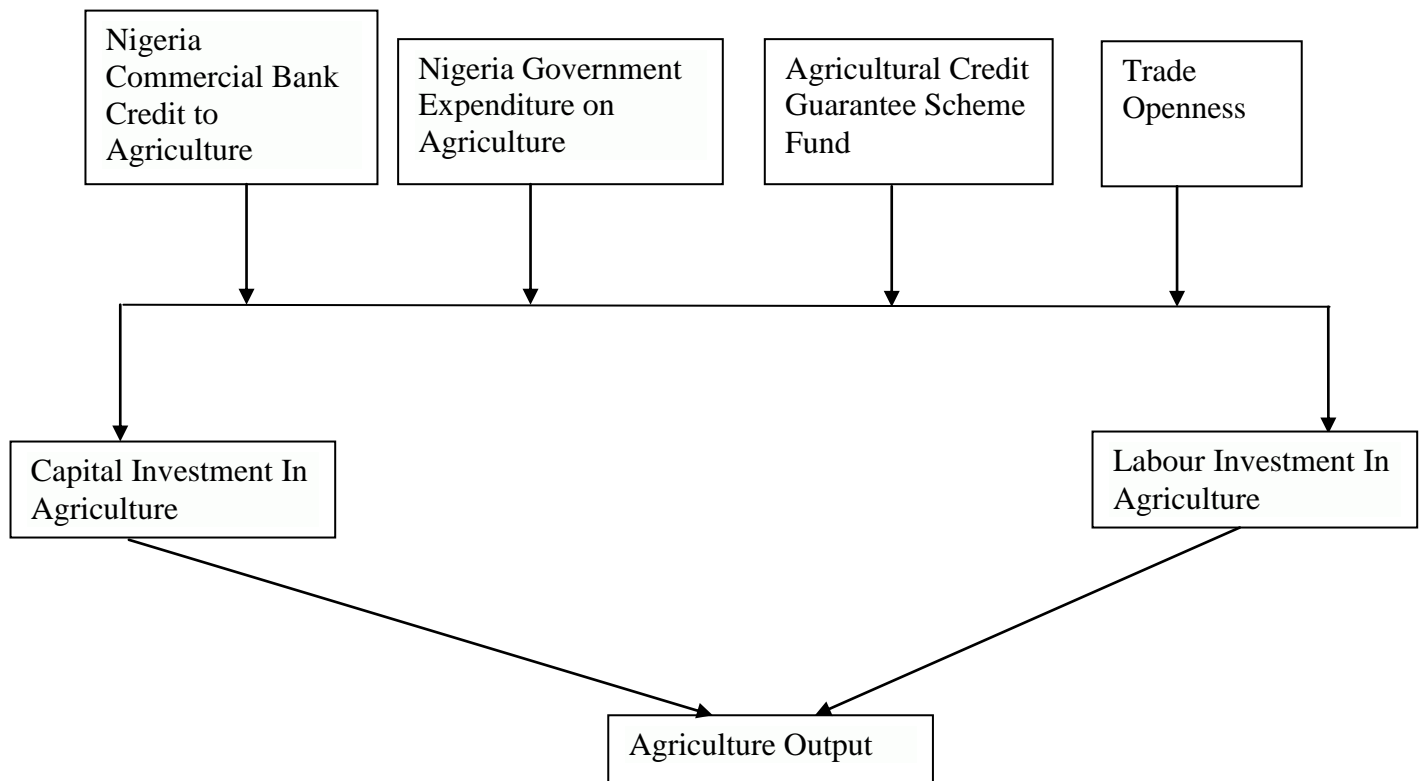 Nigeria
Commercial Bank
Credit to
Agriculture
Nigeria Government
Expenditure on
Agriculture
Agricultural Credit
Guarantee Scheme
Fund
Trade
Openness
Capital Investment In
Agriculture
Labour Investment In
Agriculture
Agriculture Output